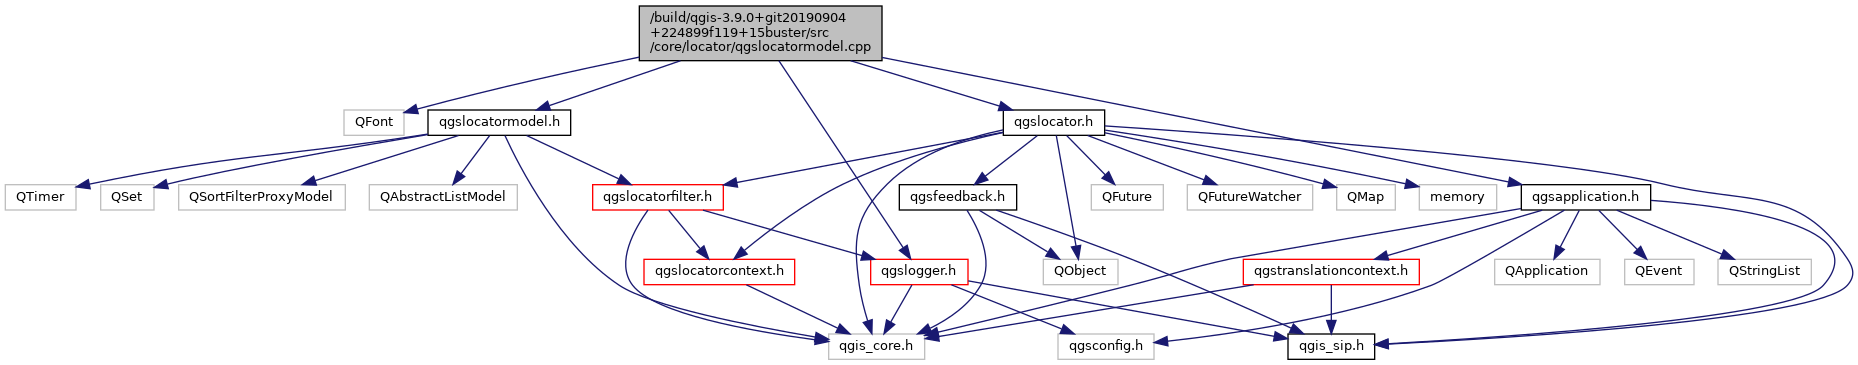 /build/qgis-3.9.0+git20190904
+224899f119+15buster/src
/core/locator/qgslocatormodel.cpp
QFont
qgslocatormodel.h
qgslocator.h
QTimer
QSet
QSortFilterProxyModel
QAbstractListModel
qgslocatorfilter.h
qgsfeedback.h
QFuture
QFutureWatcher
QMap
memory
qgsapplication.h
qgslocatorcontext.h
qgslogger.h
QObject
qgstranslationcontext.h
QApplication
QEvent
QStringList
qgis_core.h
qgsconfig.h
qgis_sip.h